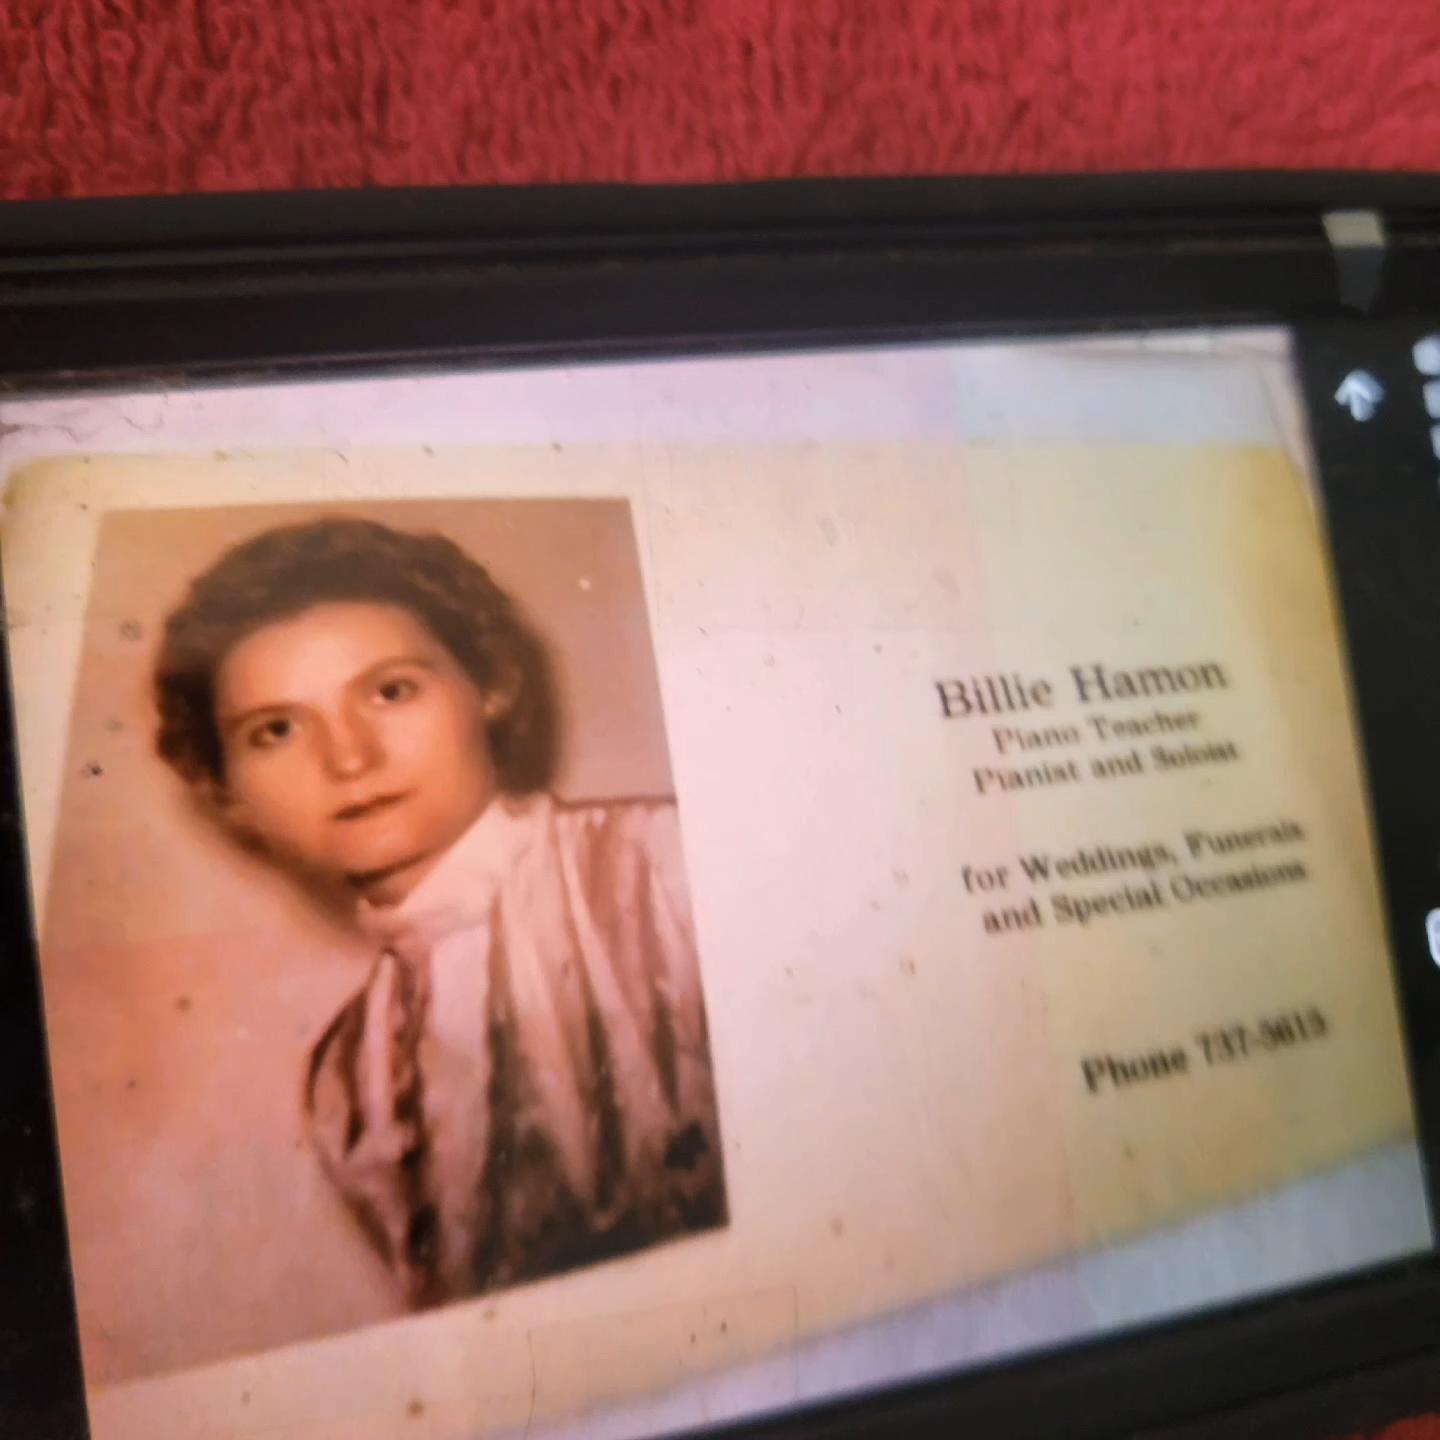 Billie Hamon
Piano Teacher
Pianist and Soloist
for Weddings, Funerals
and Special Occasions
Phone 737-5615